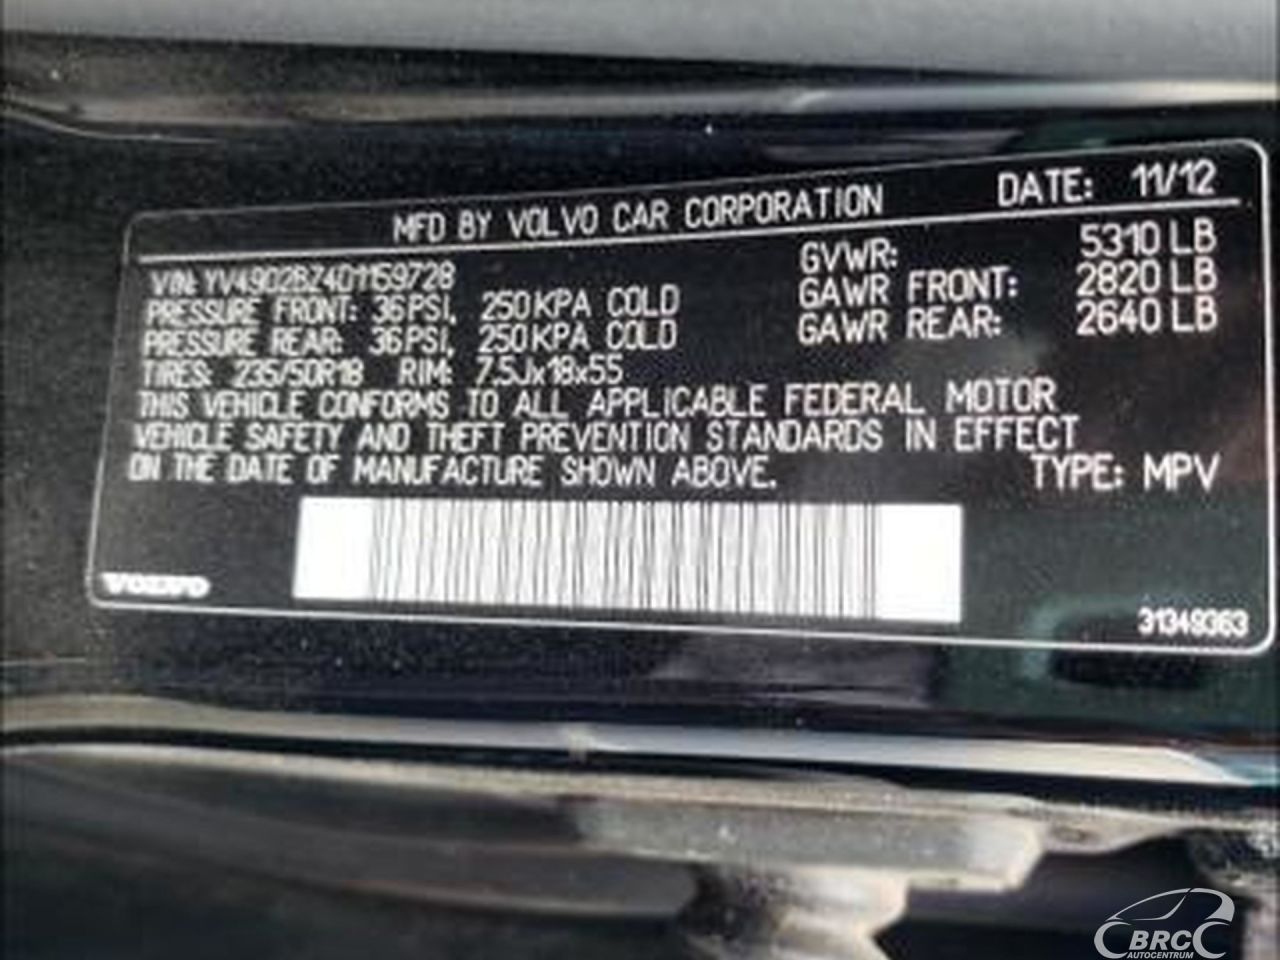 MFD BY VOLVO CAR CORPORATION DATE: 11/12
VIN: YV4902BZ4D1159728
PRESSURE FRONT: 36 PSI, 250 KPA COLD
PRESSURE REAR: 36 PSI, 250 KPA COLD
TIRES: 235/50R18 RIM: 7.5Jx18x55
GVWR: 5310 LB
GAWR FRONT: 2820 LB
GAWR REAR: 2640 LB
THIS VEHICLE CONFORMS TO ALL APPLICABLE FEDERAL MOTOR
VEHICLE SAFETY AND THEFT PREVENTION STANDARDS IN EFFECT
ON THE DATE OF MANUFACTURE SHOWN ABOVE. TYPE: MPV
VOLVO
31349363
BRC
AUTOCENTRUM